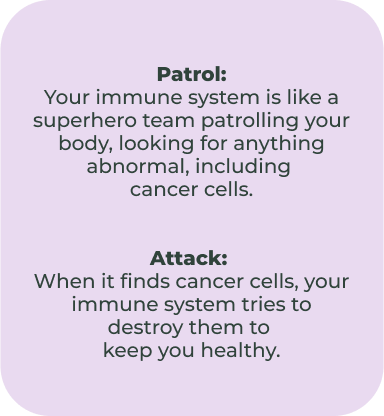 Patrol:
Your immune system is like a
superhero team patrolling your
body, looking for anything
abnormal, including
cancer cells.
Attack:
When it finds cancer cells, your
immune system tries to
destroy them to
keep you healthy.